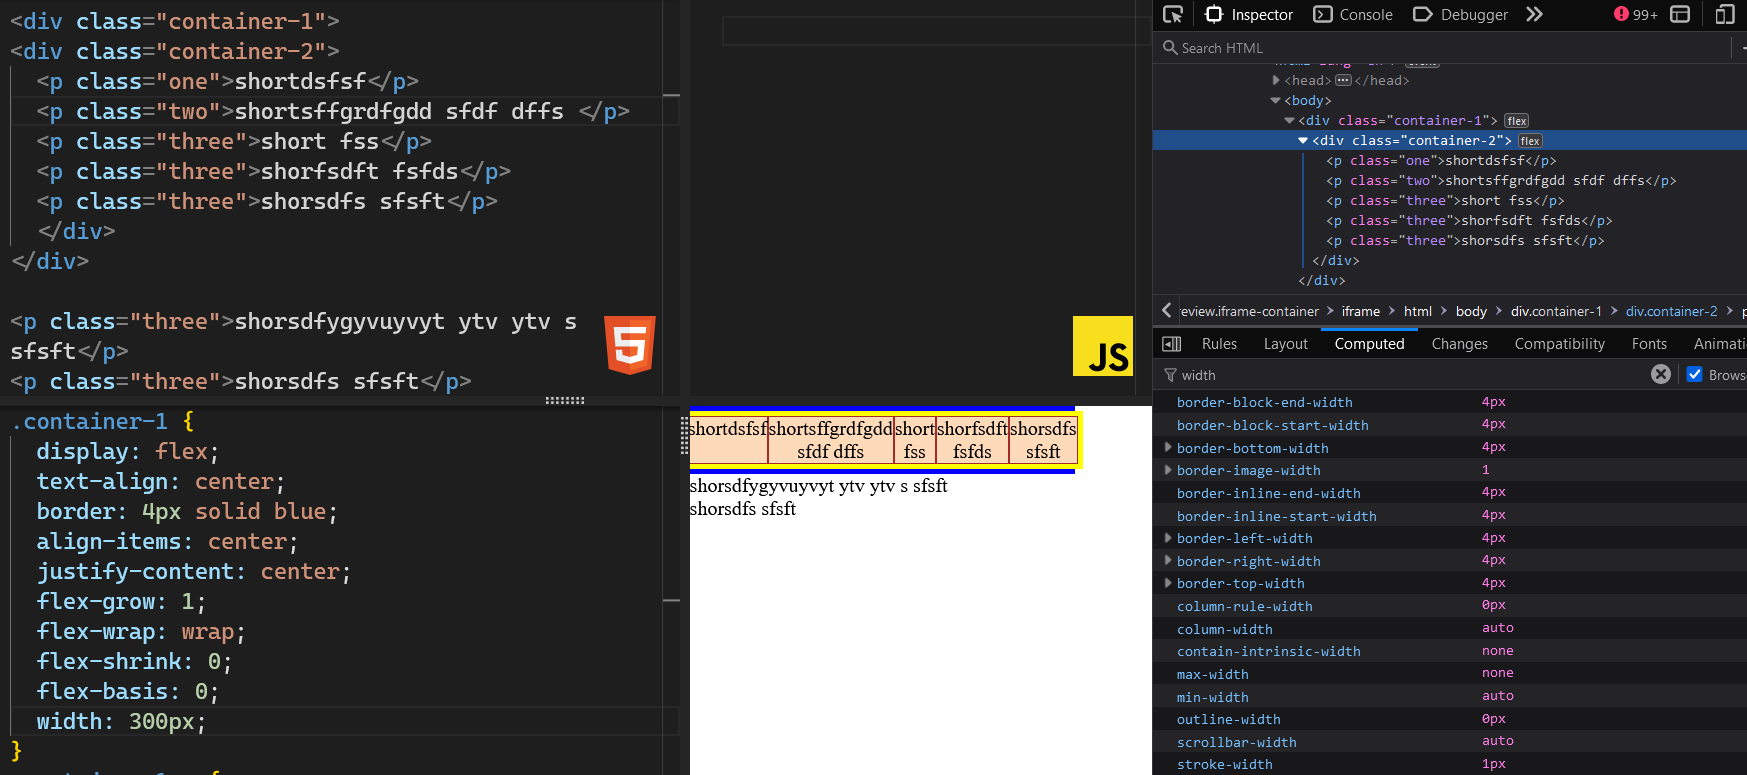 <div class="container-1">
<div class="container-2">
<p class="one">shortdsfsf</p>
<p class="two">shortsffgrdfgdd sfdf dffs </p>
<p class="three">short fss</p>
<p class="three">shorfsdft fsfds</p>
<p class="three">shorsdfs sfsft</p>
</div>
</div>
<p class="three">shorsdfygyvuyvyt ytv ytv s
sfsft</p>
<p class="three">shorsdfs sfsft</p>
5
.container-1 {
display: flex;
text-align: center;
border: 4px solid blue;
align-items: center;
justify-content: center;
flex-grow: 1;
flex-wrap: wrap;
flex-shrink: 0;
flex-basis: 0;
width: 300px;
}
JS
shortdsfsf shortsffgrdfgdd short shorfsdft shorsdfs
sfdf dffs fss fsfds sfsft
shorsdfygyvuyvyt ytv ytv s sfsft
shorsdfs sfsft
Inspector Console Debugger 99+
Search HTML
<head> </head>
<body>
<div class="container-1"> flex
<div class="container-2"> flex
<p class="one">shortdsfsf</p>
<p class="two">shortsffgrdfgdd sfdf dffs</p>
<p class="three">short fss</p>
<p class="three">shorfsdft fsfds</p>
<p class="three">shorsdfs sfsft</p>
</div>
</div>
review.iframe-container iframe html body div.container-1 div.container-2 p
Rules Layout Computed Changes Compatibility Fonts Animati
width Brows
border-block-end-width 4px
border-block-start-width 4px
border-bottom-width 4px
border-image-width 1
border-inline-end-width 4px
border-inline-start-width 4px
border-left-width 4px
border-right-width 4px
border-top-width 4px
column-rule-width 0px
column-width auto
contain-intrinsic-width none
max-width none
min-width auto
outline-width 0px
scrollbar-width auto
stroke-width 1px